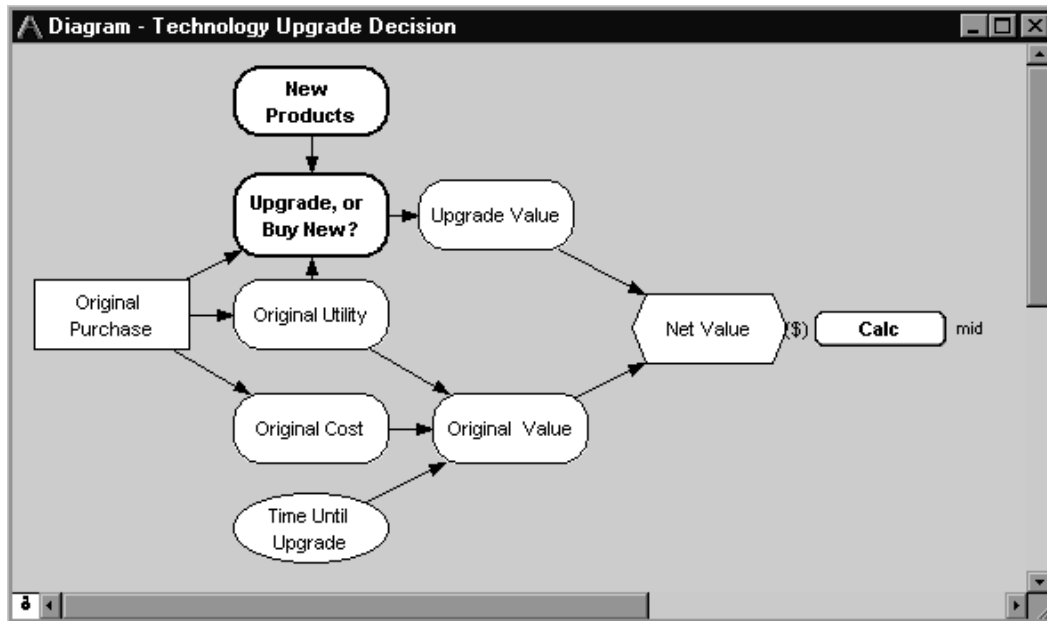 Diagram - Technology Upgrade Decision
New
Products
Upgrade, or
Buy New?
Upgrade Value
Original
Purchase
Original Utility
Net Value
($)
Calc
mid
Original Cost
Original Value
Time Until
Upgrade